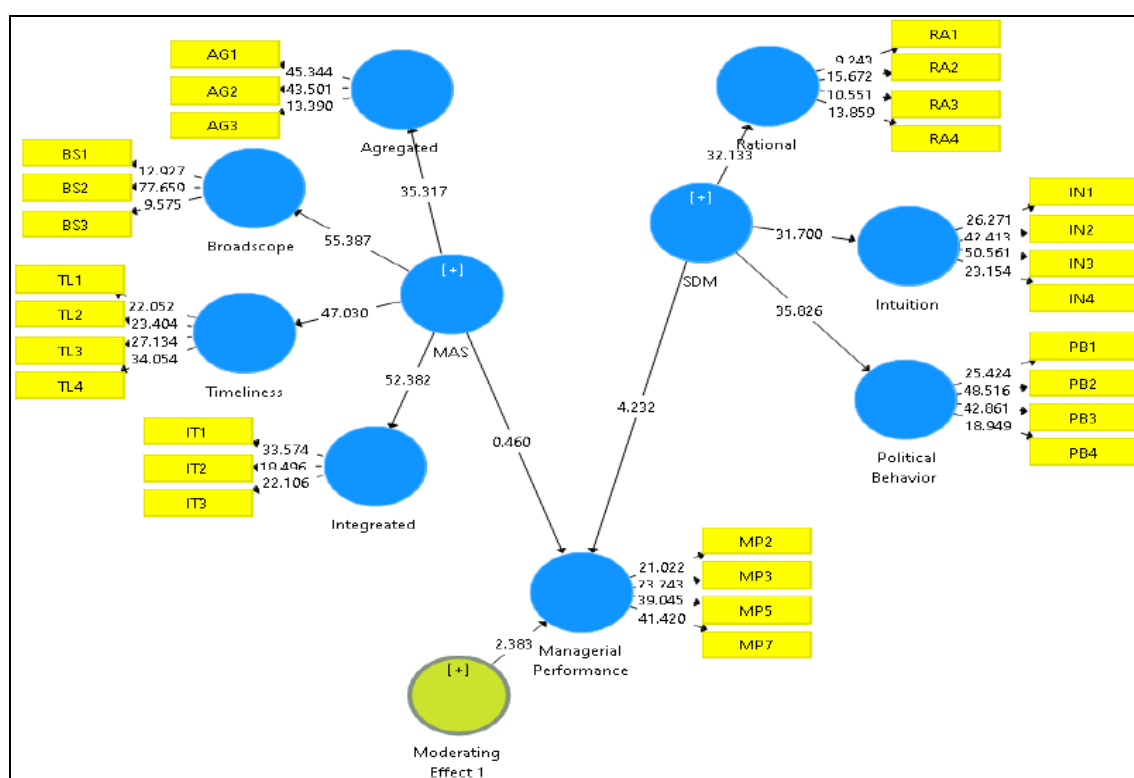 AG1
AG2
AG3
45.344
43.501
13.390
Agregated
BS1
BS2
BS3
12.927
77.659
9.575
Broadscope
TL1
TL2
TL3
TL4
22.052
23.404
27.134
34.054
Timeliness
IT1
IT2
IT3
33.574
22.106
Integreated
35.317
55.387
47.030
52.382
[+]
MAS
0.460
RA1
RA2
RA3
RA4
9.243
15.672
10.551
13.859
Rational
32.133
[+]
SDM
31.700
35.826
4.232
IN1
IN2
IN3
IN4
26.271
42.413
50.561
23.154
Intuition
PB1
PB2
PB3
PB4
25.424
48.516
42.861
18.949
Political
Behavior
MP2
MP3
MP5
MP7
21.022
39.045
41.420
Managerial
Performance
2.383
[+]
Moderating
Effect 1